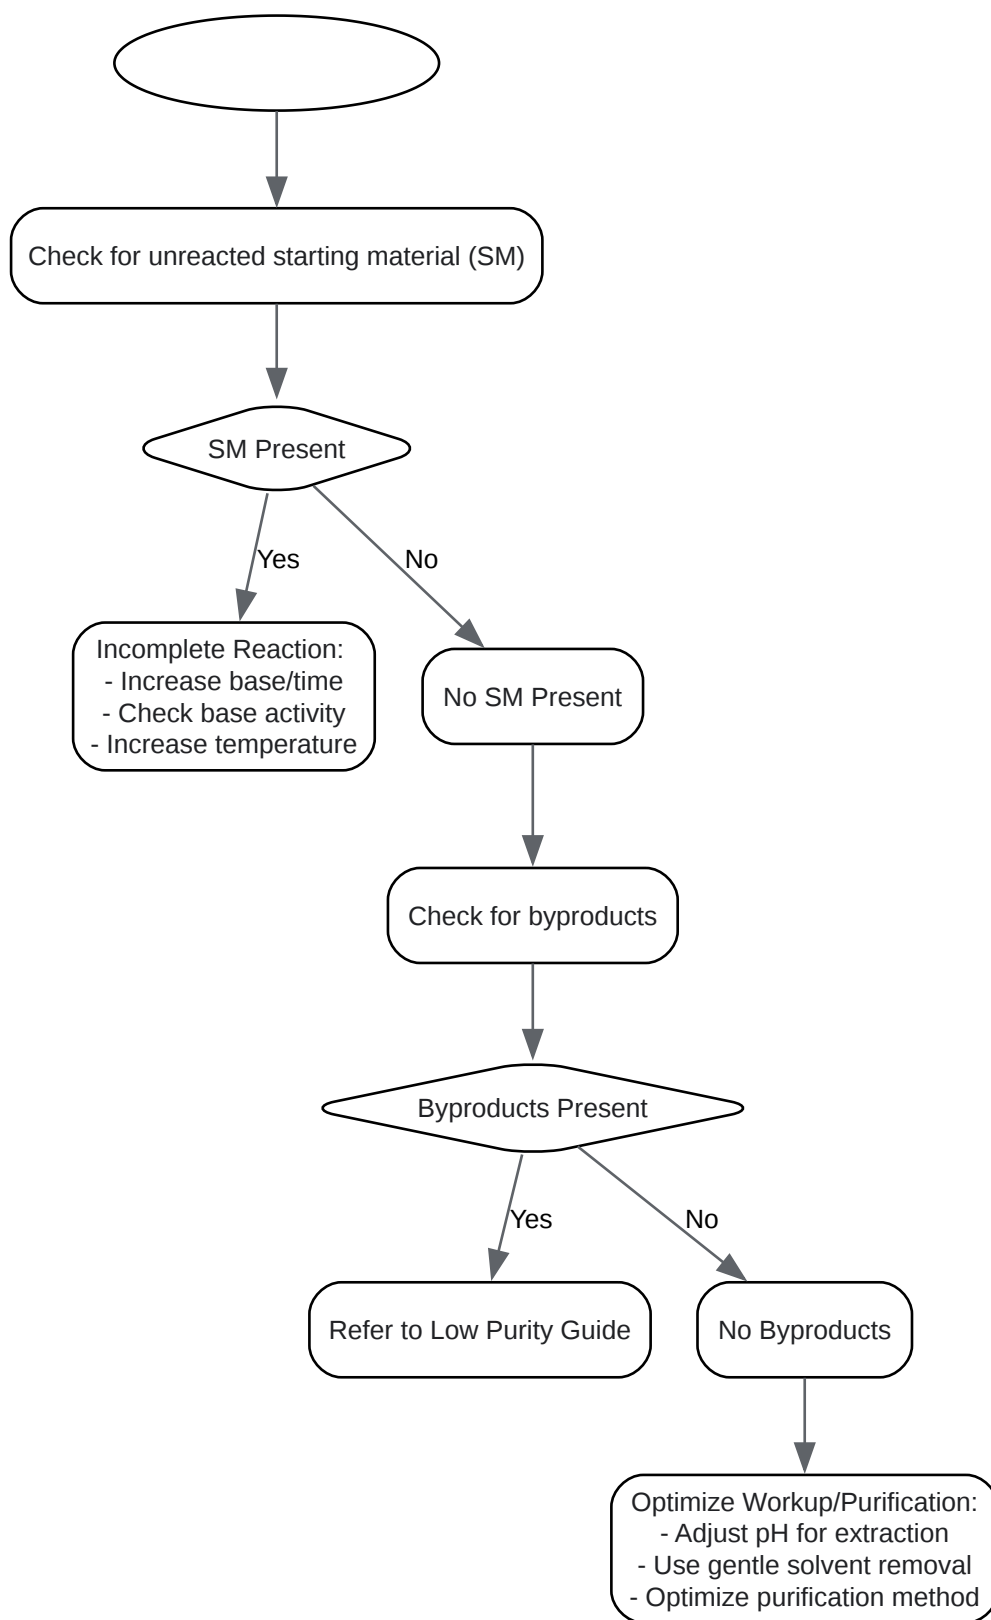 Check for unreacted starting material (SM)
SM Present
Yes
No
Incomplete Reaction:
- Increase base/time
- Check base activity
- Increase temperature
No SM Present
Check for byproducts
Byproducts Present
Yes
No
Refer to Low Purity Guide
No Byproducts
Optimize Workup/Purification:
- Adjust pH for extraction
- Use gentle solvent removal
- Optimize purification method